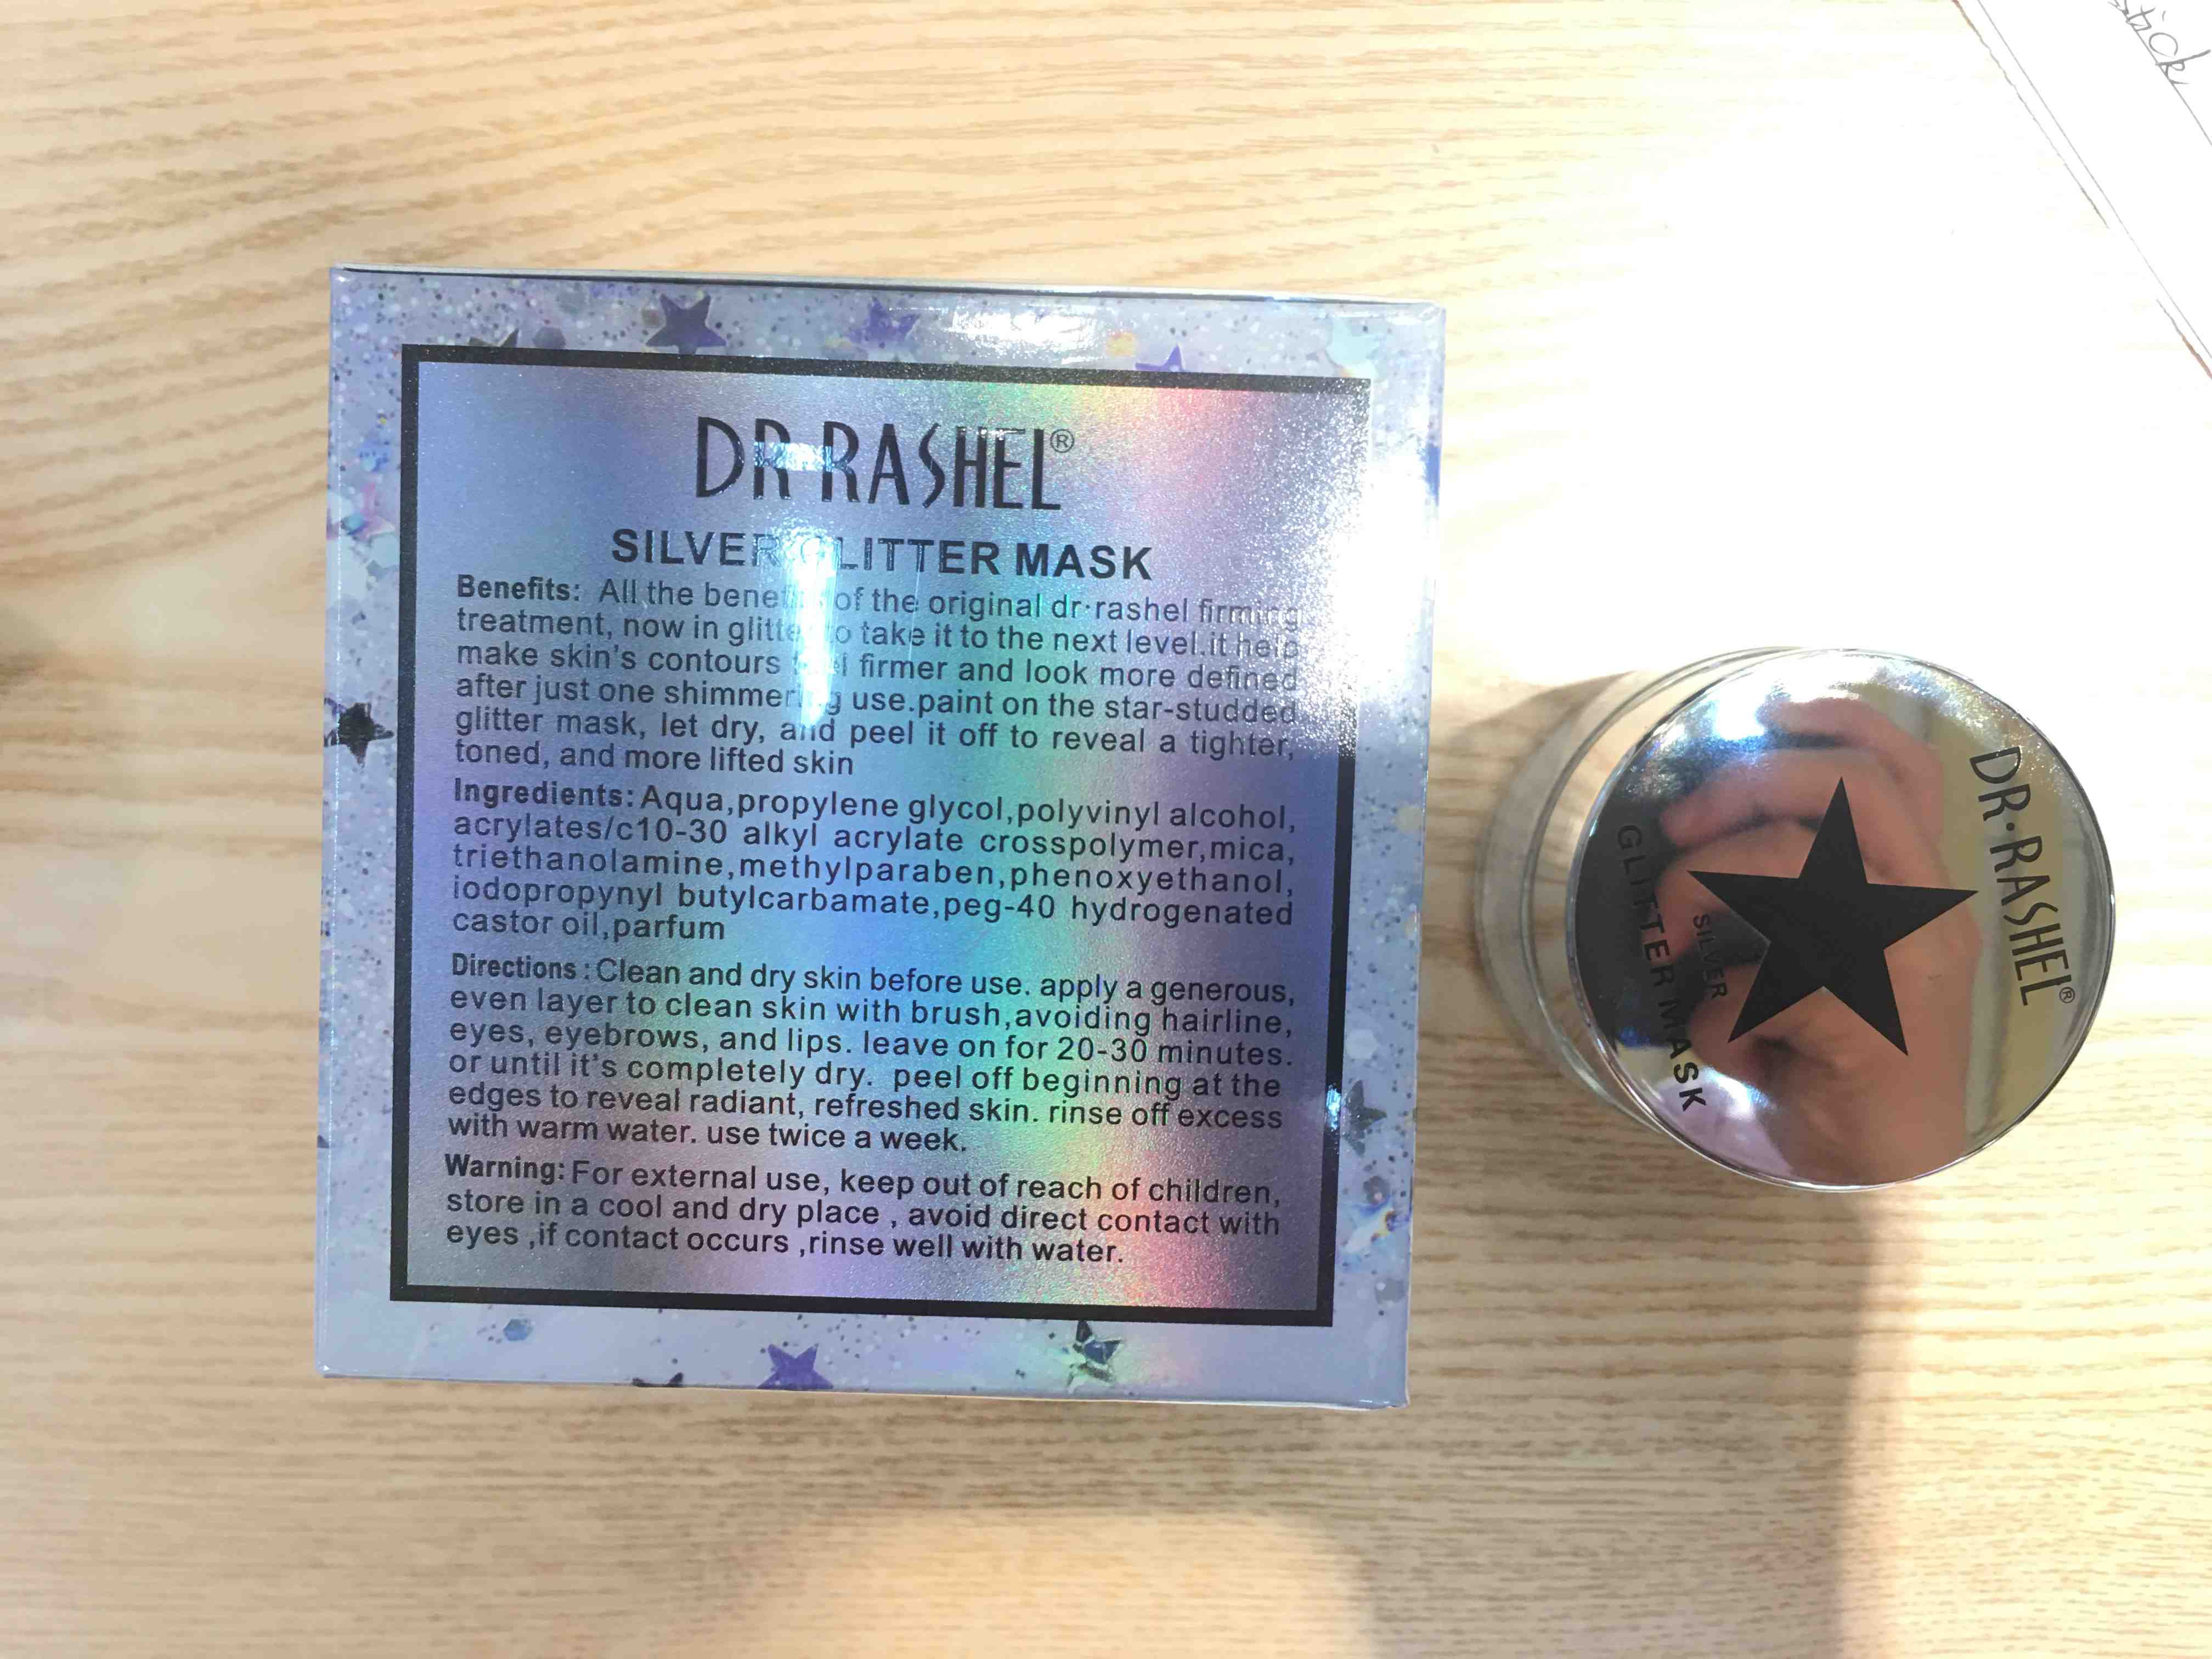 DR·RASHEL®
SILVER GLITTER MASK
Benefits: All the benefits of the original dr·rashel firming
treatment, now in glitter to take it to the next level.it help
make skin's contours feel firmer and look more defined
after just one shimmering use.paint on the star-studded
glitter mask, let dry, and peel it off to reveal a tighter,
toned, and more lifted skin
Ingredients:Aqua,propylene glycol,polyvinyl alcohol,
acrylates/c10-30 alkyl acrylate crosspolymer,mica,
triethanolamine,methylparaben,phenoxyethanol,
iodopropynyl butylcarbamate,peg-40 hydrogenated
castor oil,parfum
Directions : Clean and dry skin before use. apply a generous,
even layer to clean skin with brush,avoiding hairline,
eyes, eyebrows, and lips. leave on for 20-30 minutes.
or until it's completely dry. peel off beginning at the
edges to reveal radiant, refreshed skin. rinse off excess
with warm water. use twice a week.
Warning: For external use, keep out of reach of children,
store in a cool and dry place , avoid direct contact with
eyes ,if contact occurs ,rinse well with water.
DR·RASHEL®
SILVER
GLITTER MASK